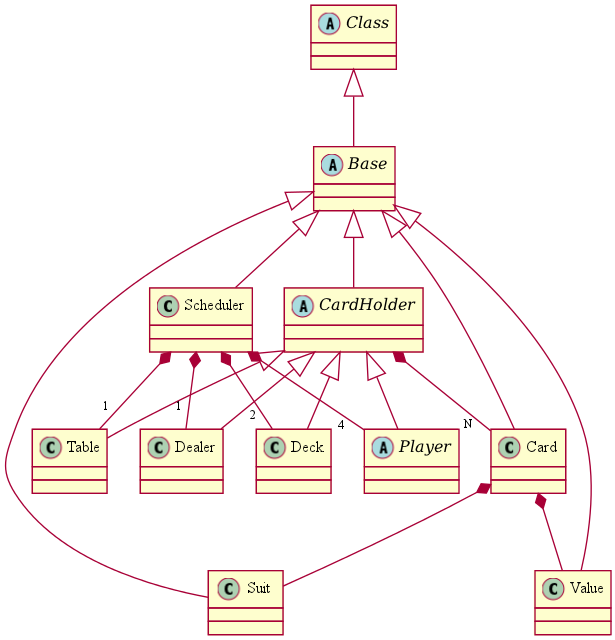 A Class
A Base
C Scheduler
A CardHolder
1
1
2
4
N
C Table
C Dealer
C Deck
A Player
C Card
C Suit
C Value